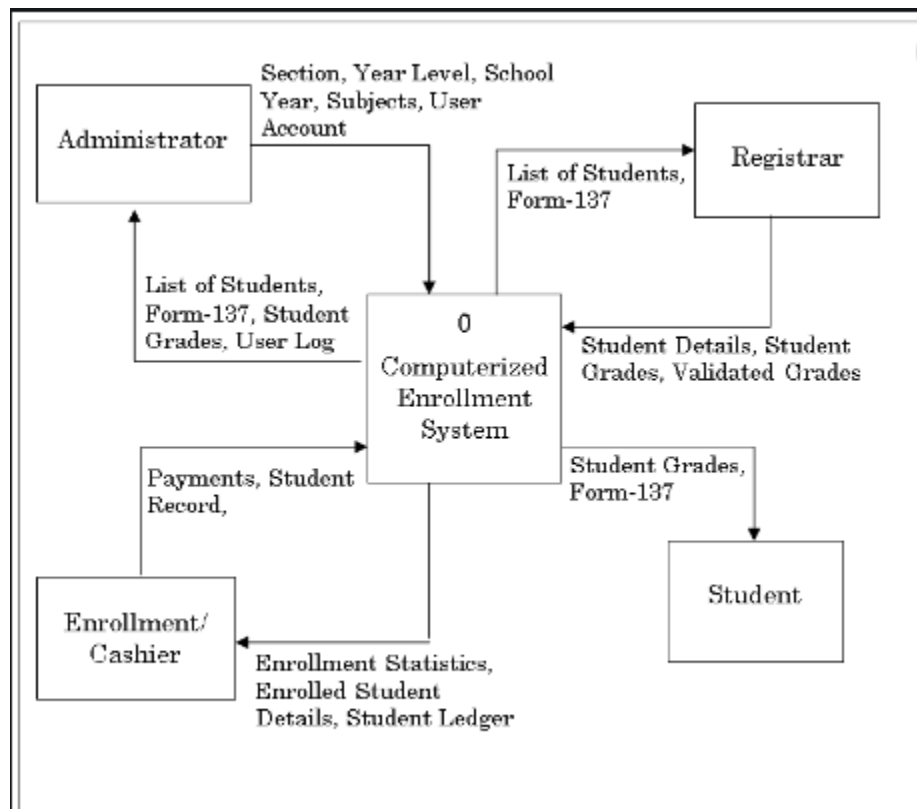 Section, Year Level, School
Year, Subjects, User
Account
Administrator
List of Students,
Form-137
Registrar
List of Students,
Form-137, Student
Grades, User Log
0
Computerized
Enrollment
System
Student Details, Student
Grades, Validated Grades
Payments, Student
Record,
Student Grades,
Form-137
Enrollment/
Cashier
Student
Enrollment Statistics,
Enrolled Student
Details, Student Ledger